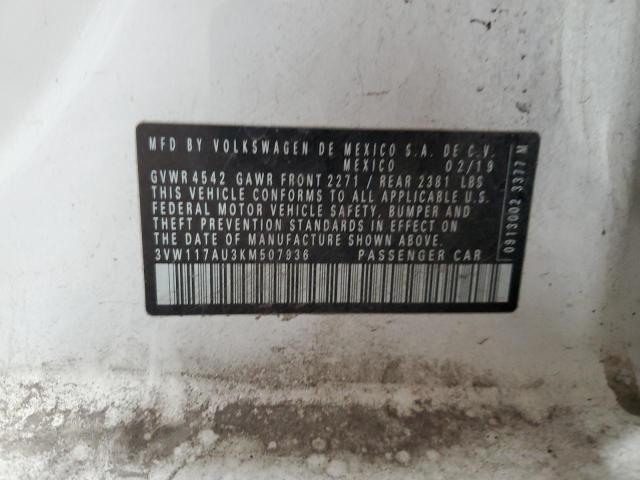 MFD BY VOLKSWAGEN DE MEXICO S.A. DE C.V.
MEXICO 02/19
GVWR 4542 GAWR FRONT 2271 / REAR 2381 LBS
THIS VEHICLE CONFORMS TO ALL APPLICABLE U.S.
FEDERAL MOTOR VEHICLE SAFETY, BUMPER AND
THEFT PREVENTION STANDARDS IN EFFECT ON
THE DATE OF MANUFACTURE SHOWN ABOVE.
3VW117AU3KM507936 PASSENGER CAR
0913002 3377 M